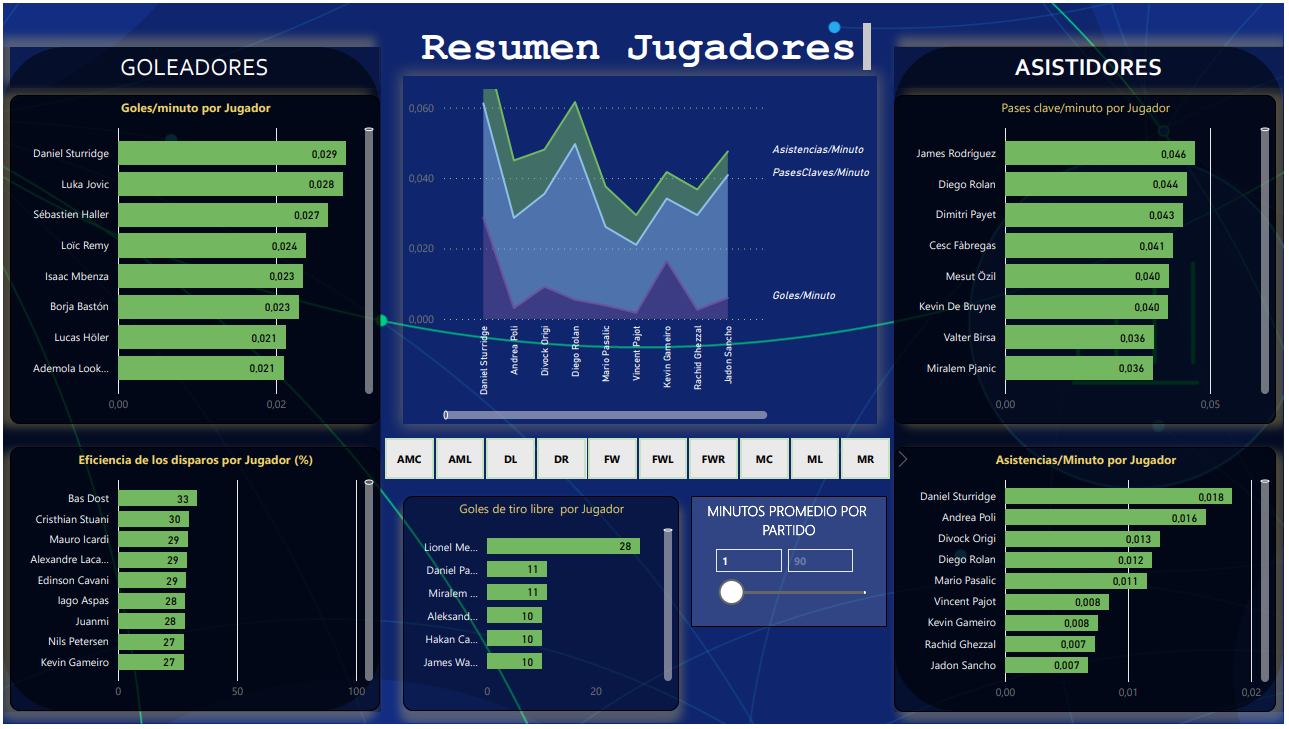 Resumen Jugadores
GOLEADORES
Goles/minuto por Jugador
Daniel Sturridge 0,029
Luka Jovic 0,028
Sébastien Haller 0,027
Loïc Remy 0,024
Isaac Mbenza 0,023
Borja Bastón 0,023
Lucas Höler 0,021
Ademola Look... 0,021
0,00 0,02
Eficiencia de los disparos por Jugador (%)
Bas Dost 33
Cristhian Stuani 30
Mauro Icardi 29
Alexandre Laca... 29
Edinson Cavani 29
Iago Aspas 28
Juanmi 28
Nils Petersen 27
Kevin Gameiro 27
0 50 100
0,060
0,040
0,020
0,000
Asistencias/Minuto
PasesClaves/Minuto
Goles/Minuto
Daniel Sturridge
Andrea Poli
Divock Origi
Diego Rolan
Mario Pasalic
Vincent Pajot
Kevin Gameiro
Rachid Ghezzal
Jadon Sancho
AMC AML DL DR FW FWL FWR MC ML MR
Goles de tiro libre por Jugador
Lionel Me... 28
Daniel Pa... 11
Miralem ... 11
Aleksand... 10
Hakan Ca... 10
James Wa... 10
0 20
MINUTOS PROMEDIO POR
PARTIDO
1 90
ASISTIDORES
Pases clave/minuto por Jugador
James Rodríguez 0,046
Diego Rolan 0,044
Dimitri Payet 0,043
Cesc Fàbregas 0,041
Mesut Özil 0,040
Kevin De Bruyne 0,040
Valter Birsa 0,036
Miralem Pjanic 0,036
0,00 0,05
Asistencias/Minuto por Jugador
Daniel Sturridge 0,018
Andrea Poli 0,016
Divock Origi 0,013
Diego Rolan 0,012
Mario Pasalic 0,011
Vincent Pajot 0,008
Kevin Gameiro 0,008
Rachid Ghezzal 0,007
Jadon Sancho 0,007
0,00 0,01 0,02